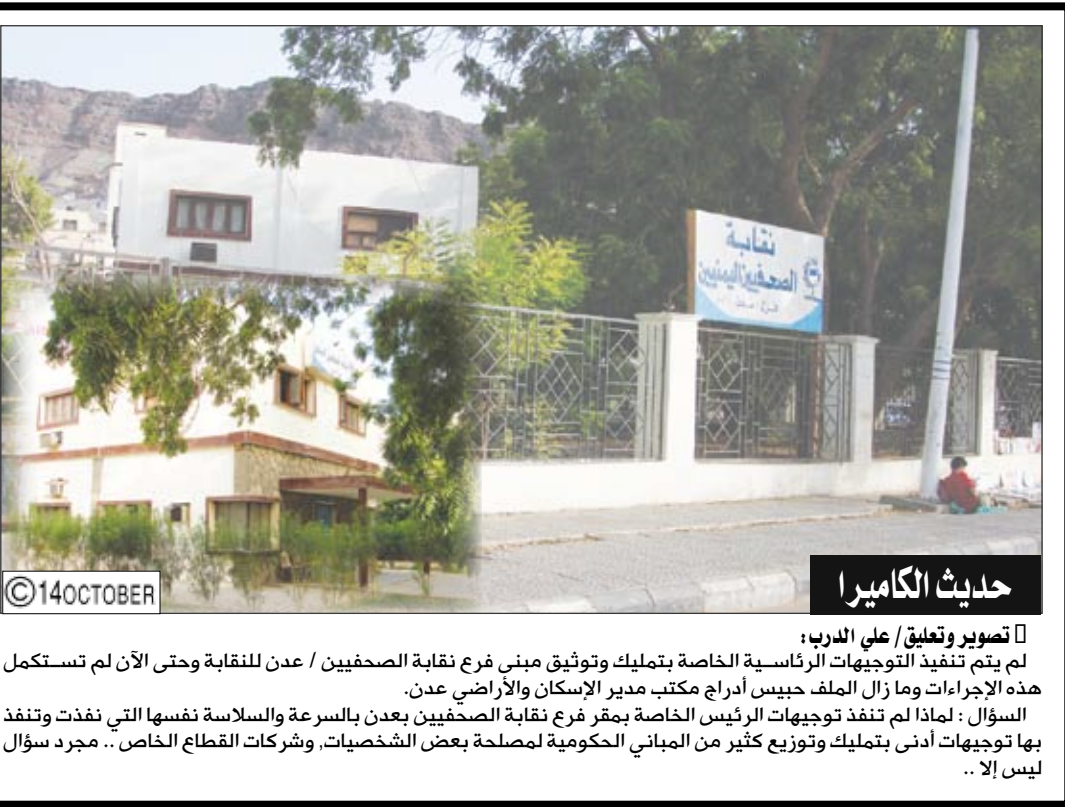 نقابة
الصحفيين اليمنيين
©14OCTOBER
حديث الكاميرا
تصوير وتعليق/ علي الدرب:
لم يتم تنفيذ التوجيهات الرئاسية الخاصة بتمليك وتوثيق مبنى فرع نقابة الصحفيين / عدن للنقابة وحتى الآن لم تستكمل
هذه الإجراءات وما زال الملف حبيس أدراج مكتب مدير الإسكان والأراضي عدن.
السؤال : لماذا لم تنفذ توجيهات الرئيس الخاصة بمقر فرع نقابة الصحفيين بعدن بالسرعة والسلاسة نفسها التي نفذت وتنفذ
بها توجيهات أدنى بتمليك وتوزيع كثير من المباني الحكومية لمصلحة بعض الشخصيات, وشركات القطاع الخاص .. مجرد سؤال
ليس إلا ..